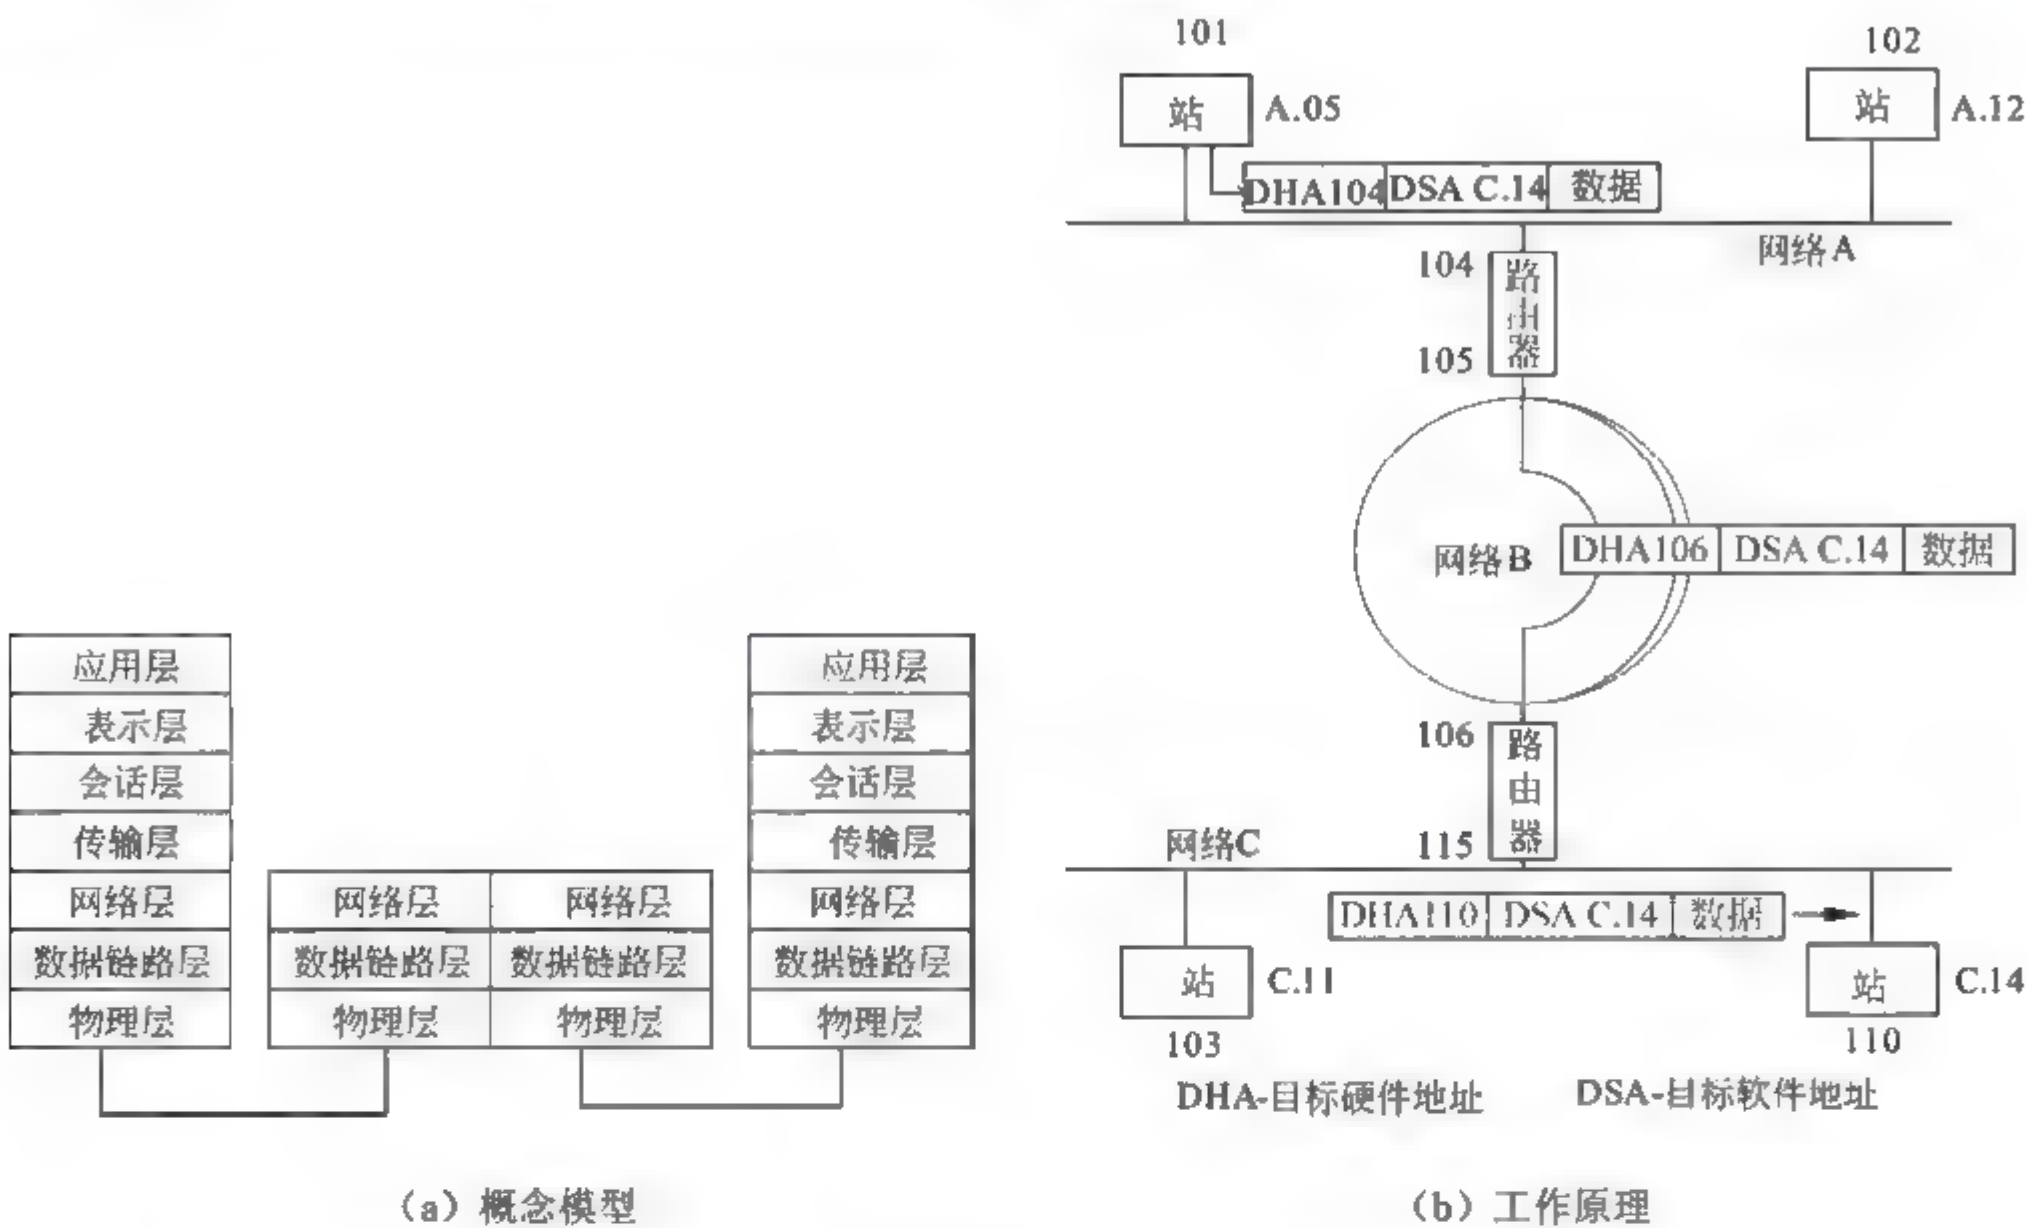 应用层
表示层
会话层
传输层
网络层
数据链路层
物理层
网络层 网络层
数据链路层 数据链路层
物理层 物理层
应用层
表示层
会话层
传输层
网络层
数据链路层
物理层
(a) 概念模型
101
站 A.05
102
站 A.12
DHA104 DSA C.14 数据
网络A
104
路由器
105
网络B
DHA106 DSA C.14 数据
106
路由器
115
网络C
DHA110 DSA C.14 数据
站 C.11
103
站 C.14
110
DHA-目标硬件地址 DSA-目标软件地址
(b) 工作原理